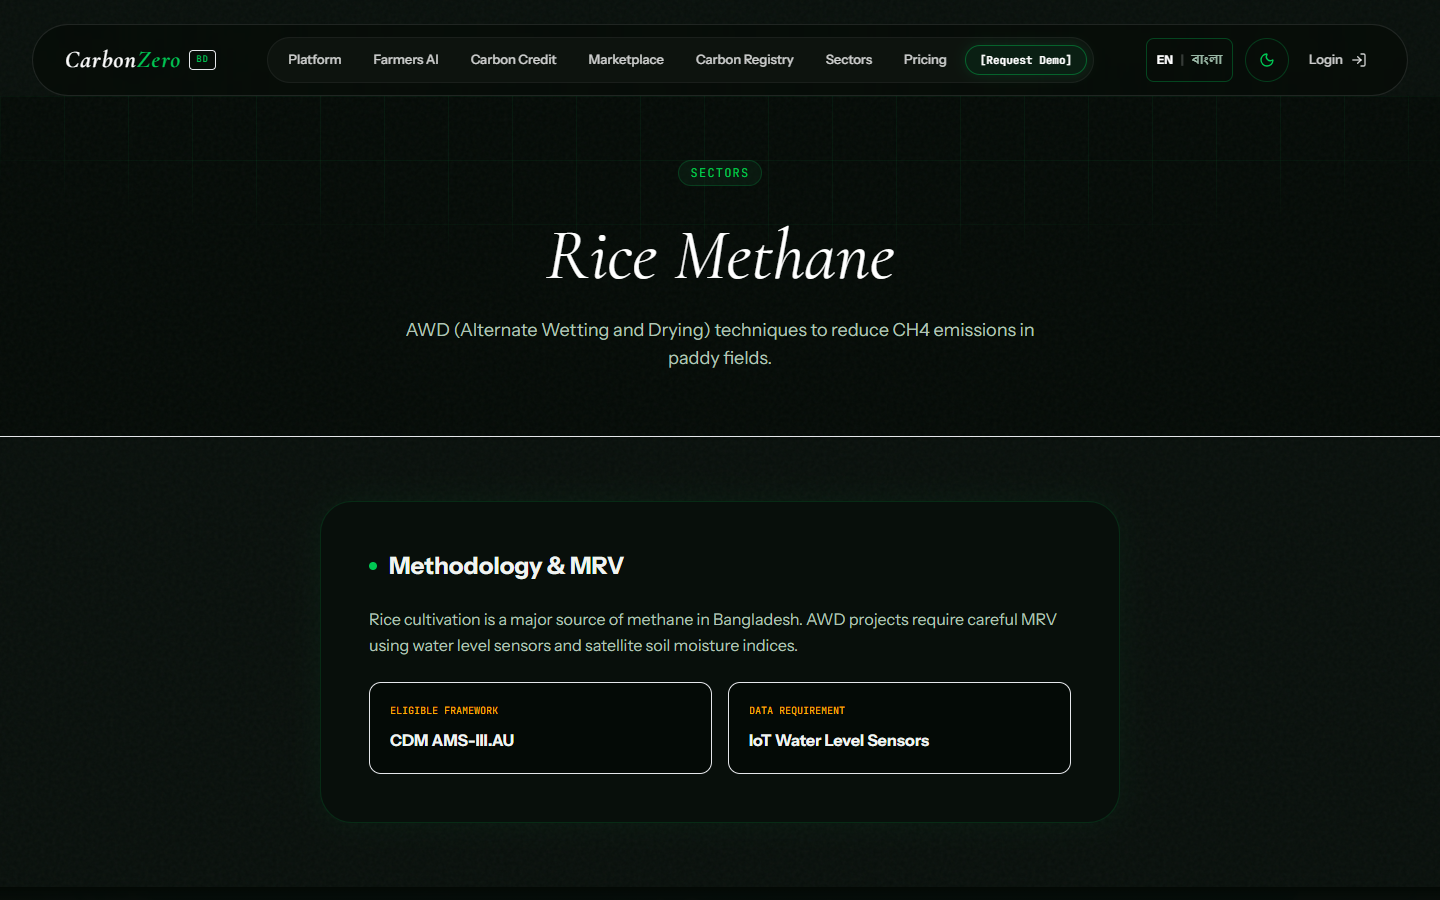 CarbonZero BD
Platform
Farmers AI
Carbon Credit
Marketplace
Carbon Registry
Sectors
Pricing
[Request Demo]
EN | বাংলা
Login
SECTORS
Rice Methane
AWD (Alternate Wetting and Drying) techniques to reduce CH4 emissions in
paddy fields.
Methodology & MRV
Rice cultivation is a major source of methane in Bangladesh. AWD projects require careful MRV
using water level sensors and satellite soil moisture indices.
ELIGIBLE FRAMEWORK
CDM AMS-III.AU
DATA REQUIREMENT
IoT Water Level Sensors